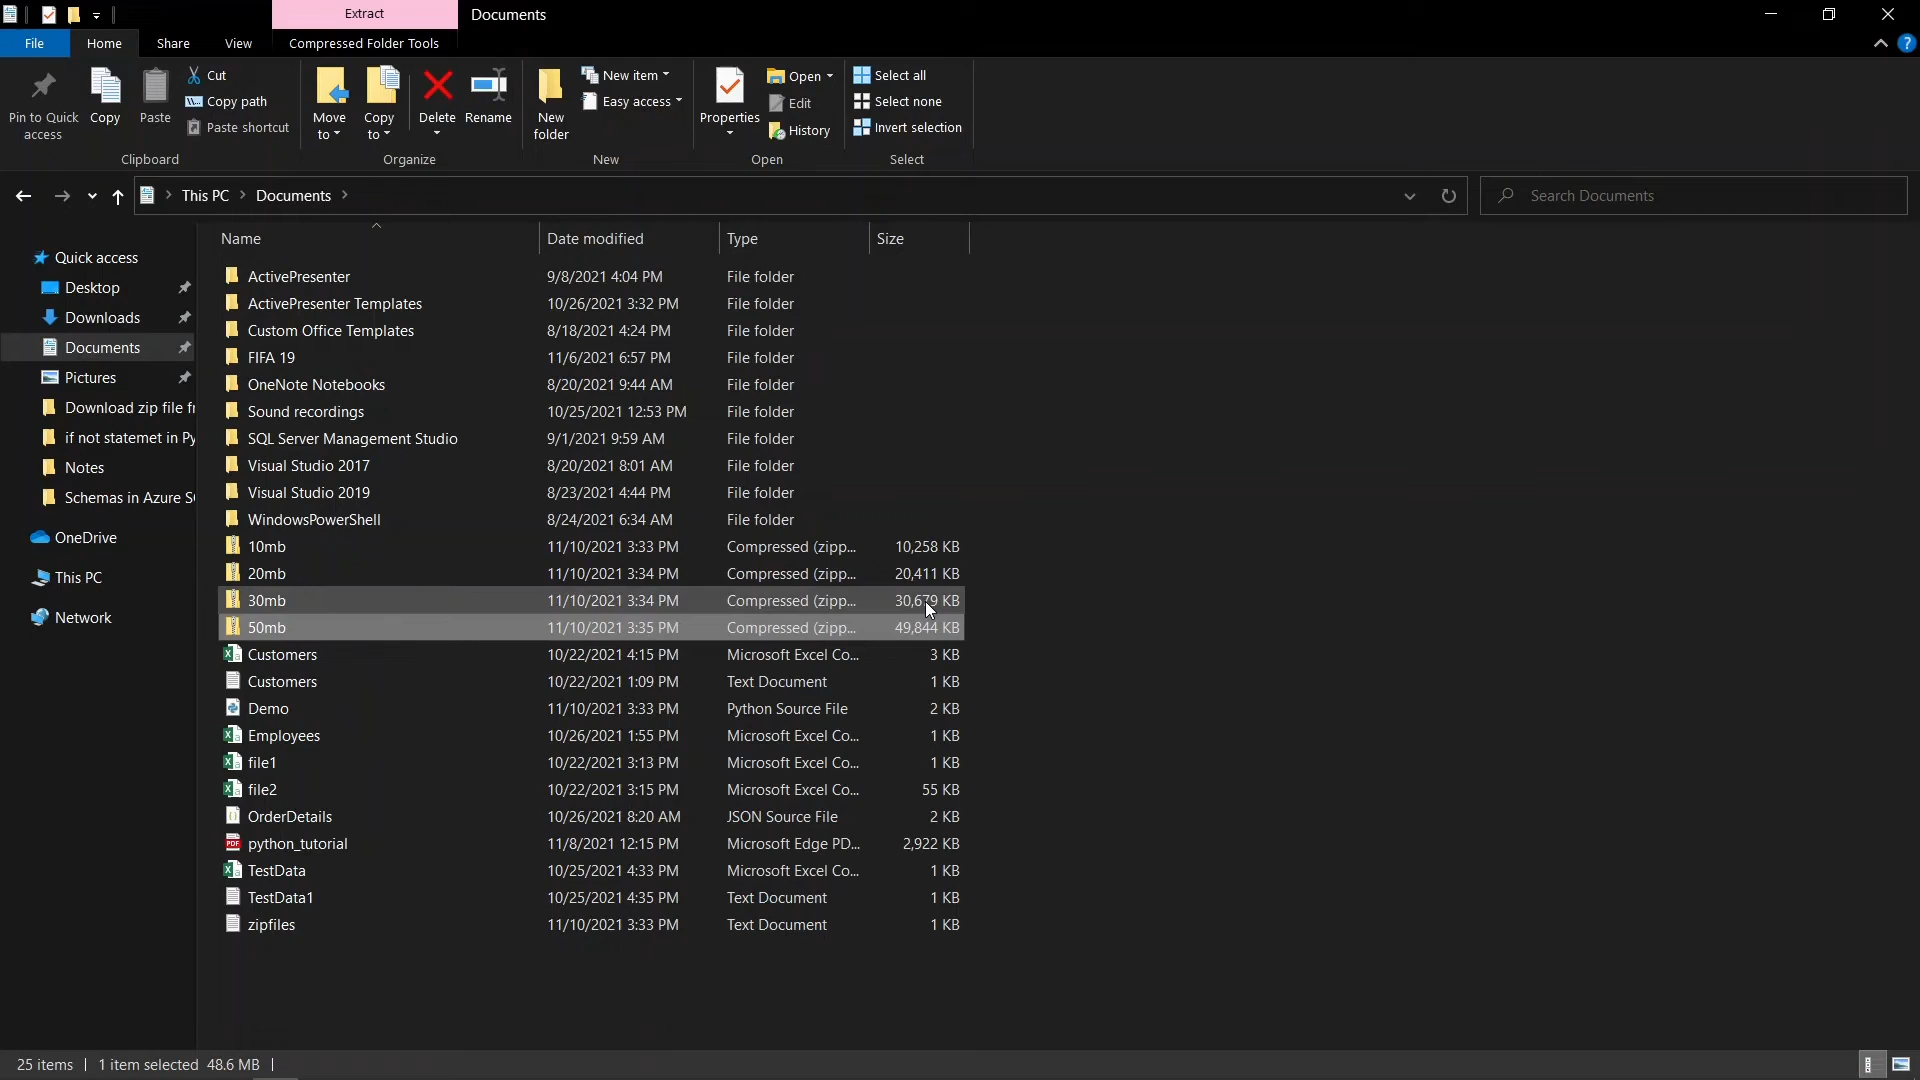 Extract Documents
File Home Share View Compressed Folder Tools
Pin to Quick access Copy Paste Cut Copy path Paste shortcut Move to Copy to Delete Rename New folder New item Easy access Properties Open Edit History Select all Select none Invert selection
Clipboard Organize New Open Select
This PC Documents Search Documents
Name Date modified Type Size
Quick access
Desktop
Downloads
Documents
Pictures
Download zip file fr
if not statemet in Py
Notes
Schemas in Azure S
OneDrive
This PC
Network
ActivePresenter 9/8/2021 4:04 PM File folder
ActivePresenter Templates 10/26/2021 3:32 PM File folder
Custom Office Templates 8/18/2021 4:24 PM File folder
FIFA 19 11/6/2021 6:57 PM File folder
OneNote Notebooks 8/20/2021 9:44 AM File folder
Sound recordings 10/25/2021 12:53 PM File folder
SQL Server Management Studio 9/1/2021 9:59 AM File folder
Visual Studio 2017 8/20/2021 8:01 AM File folder
Visual Studio 2019 8/23/2021 4:44 PM File folder
WindowsPowerShell 8/24/2021 6:34 AM File folder
10mb 11/10/2021 3:33 PM Compressed (zipp... 10,258 KB
20mb 11/10/2021 3:34 PM Compressed (zipp... 20,411 KB
30mb 11/10/2021 3:34 PM Compressed (zipp... 30,679 KB
50mb 11/10/2021 3:35 PM Compressed (zipp... 49,844 KB
Customers 10/22/2021 4:15 PM Microsoft Excel Co... 3 KB
Customers 10/22/2021 1:09 PM Text Document 1 KB
Demo 11/10/2021 3:33 PM Python Source File 2 KB
Employees 10/26/2021 1:55 PM Microsoft Excel Co... 1 KB
file1 10/22/2021 3:13 PM Microsoft Excel Co... 1 KB
file2 10/22/2021 3:15 PM Microsoft Excel Co... 55 KB
OrderDetails 10/26/2021 8:20 AM JSON Source File 2 KB
python_tutorial 11/8/2021 12:15 PM Microsoft Edge PD... 2,922 KB
TestData 10/25/2021 4:33 PM Microsoft Excel Co... 1 KB
TestData1 10/25/2021 4:35 PM Text Document 1 KB
zipfiles 11/10/2021 3:33 PM Text Document 1 KB
25 items 1 item selected 48.6 MB